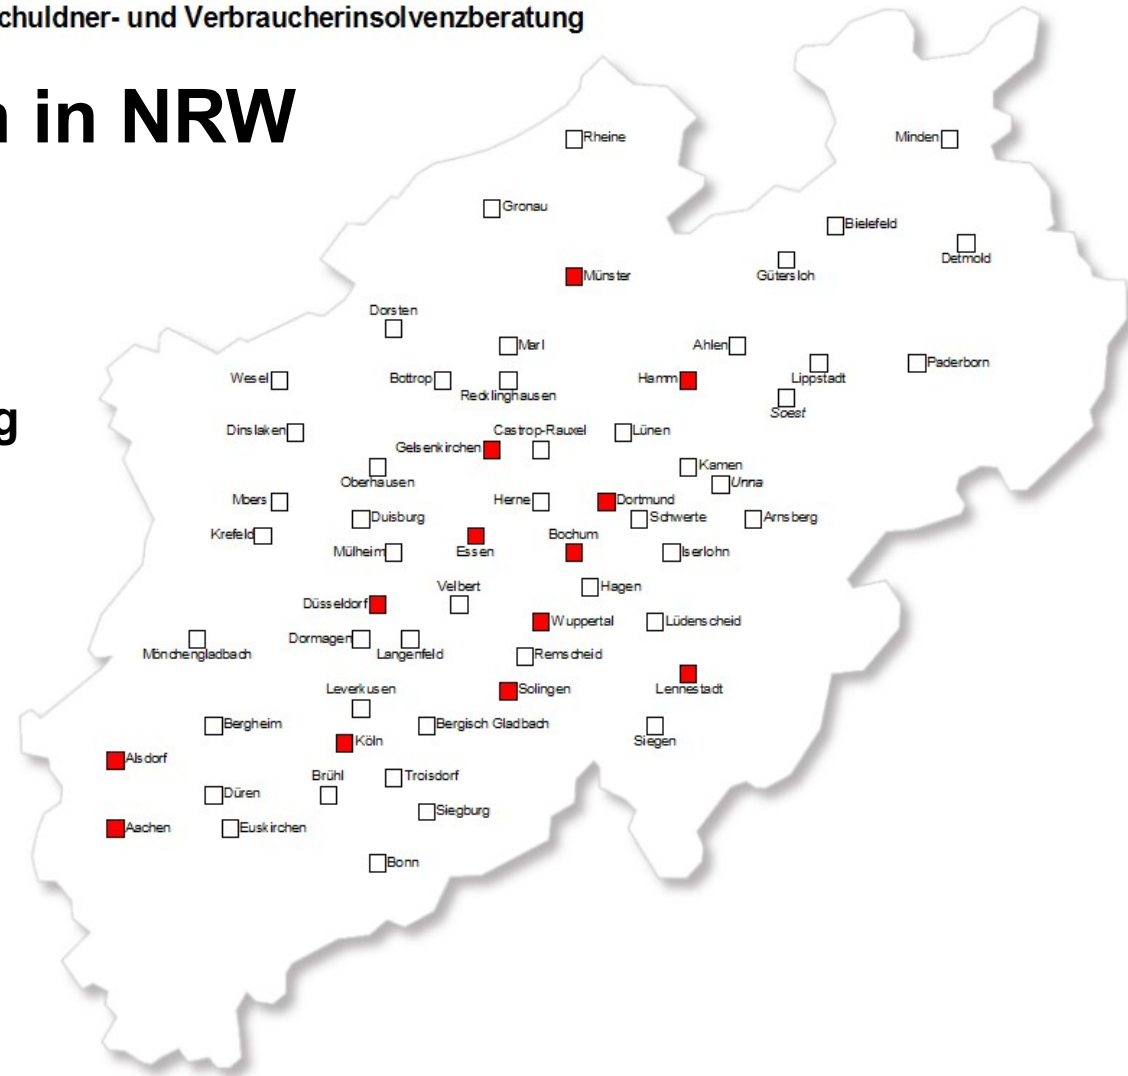 chuldner- und Verbraucherinsolvenzberatung
n in NRW
Rheine
Minden
Gronau
Bielefeld
Detmold
Gütersloh
Münster
Dorsten
Marl
Ahlen
Paderborn
Wesel
Bottrop
Hamm
Lippstadt
Recklinghausen
Soest
g
Dinslaken
Castrop-Rauxel
Lünen
Gelsenkirchen
Kamen
Oberhausen
Unna
Moers
Herne
Dortmund
Duisburg
Schwerte
Arnsberg
Krefeld
Bochum
Mülheim
Essen
Iserlohn
Velbert
Hagen
Düsseldorf
Wuppertal
Lüdenscheid
Dormagen
Mönchengladbach
Langenfeld
Remscheid
Leverkusen
Solingen
Lennestadt
Bergheim
Bergisch Gladbach
Köln
Siegen
Alsdorf
Brühl
Troisdorf
Düren
Siegburg
Aachen
Euskirchen
Bonn